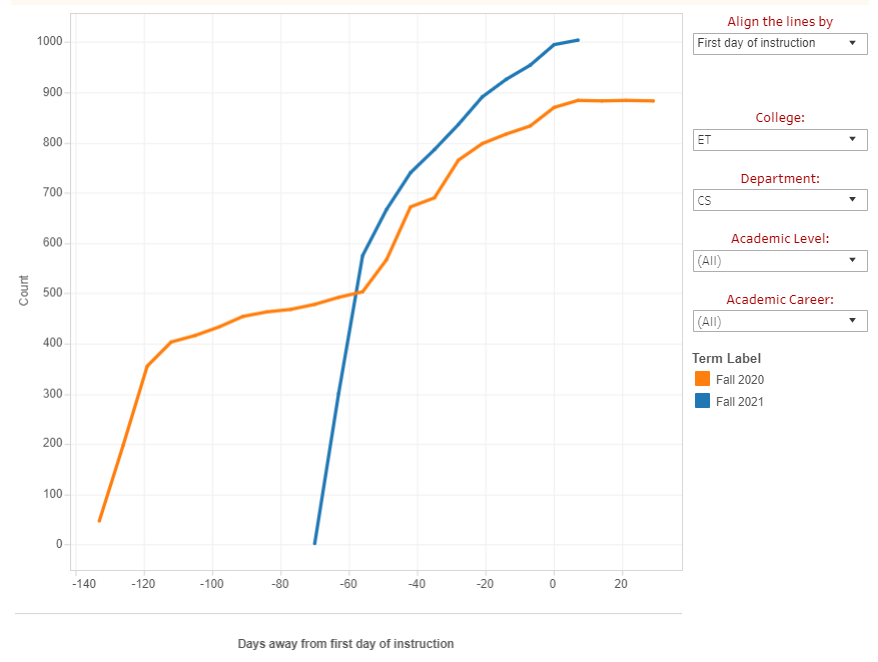 Align the lines by
First day of instruction
College:
ET
Department:
CS
Academic Level:
(All)
Academic Career:
(All)
Term Label
Fall 2020
Fall 2021
Count
1000
900
800
700
600
500
400
300
200
100
0
-140 -120 -100 -80 -60 -40 -20 0 20
Days away from first day of instruction